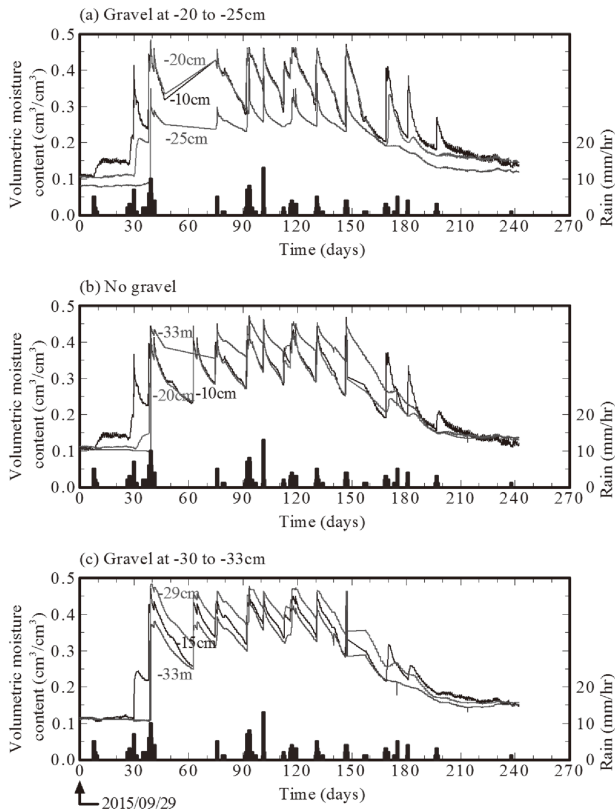 (a) Gravel at -20 to -25cm
Volumetric moisture
content (cm³/cm³)
0.5
0.4
0.3
0.2
0.1
0.0
-20cm
-10cm
-25cm
20
10
0
Rain (mm/hr)
0 30 60 90 120 150 180 210 240 270
Time (days)
(b) No gravel
Volumetric moisture
content (cm³/cm³)
0.5
0.4
0.3
0.2
0.1
0.0
-33m
-20cm
-10cm
20
10
0
Rain (mm/hr)
0 30 60 90 120 150 180 210 240 270
Time (days)
(c) Gravel at -30 to -33cm
Volumetric moisture
content (cm³/cm³)
0.5
0.4
0.3
0.2
0.1
0.0
-29cm
-15cm
-33m
20
10
0
Rain (mm/hr)
0 30 60 90 120 150 180 210 240 270
Time (days)
2015/09/29